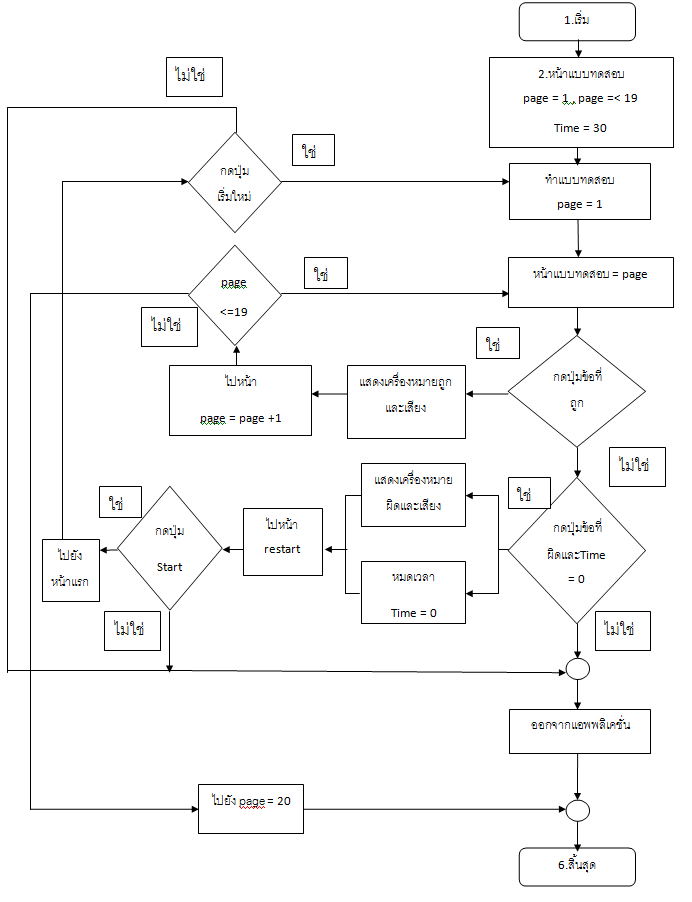 1.เริ่ม
ไม่ใช่
2.หน้าแบบทดสอบ
page = 1 , page =< 19
Time = 30
ใช่
กดปุ่ม
เริ่มใหม่
ทำแบบทดสอบ
page = 1
page
<=19
ใช่
หน้าแบบทดสอบ = page
ไม่ใช่
ใช่
ไปหน้า
page = page +1
แสดงเครื่องหมายถูก
และเสียง
กดปุ่มข้อที่
ถูก
ไม่ใช่
แสดงเครื่องหมาย
ผิดและเสียง
ใช่
ใช่
กดปุ่ม
Start
ไปหน้า
restart
กดปุ่มข้อที่
ผิดและTime
= 0
ไปยัง
หน้าแรก
หมดเวลา
Time = 0
ไม่ใช่
ไม่ใช่
ออกจากแอพพลิเคชั่น
ไปยัง page = 20
6.สิ้นสุด